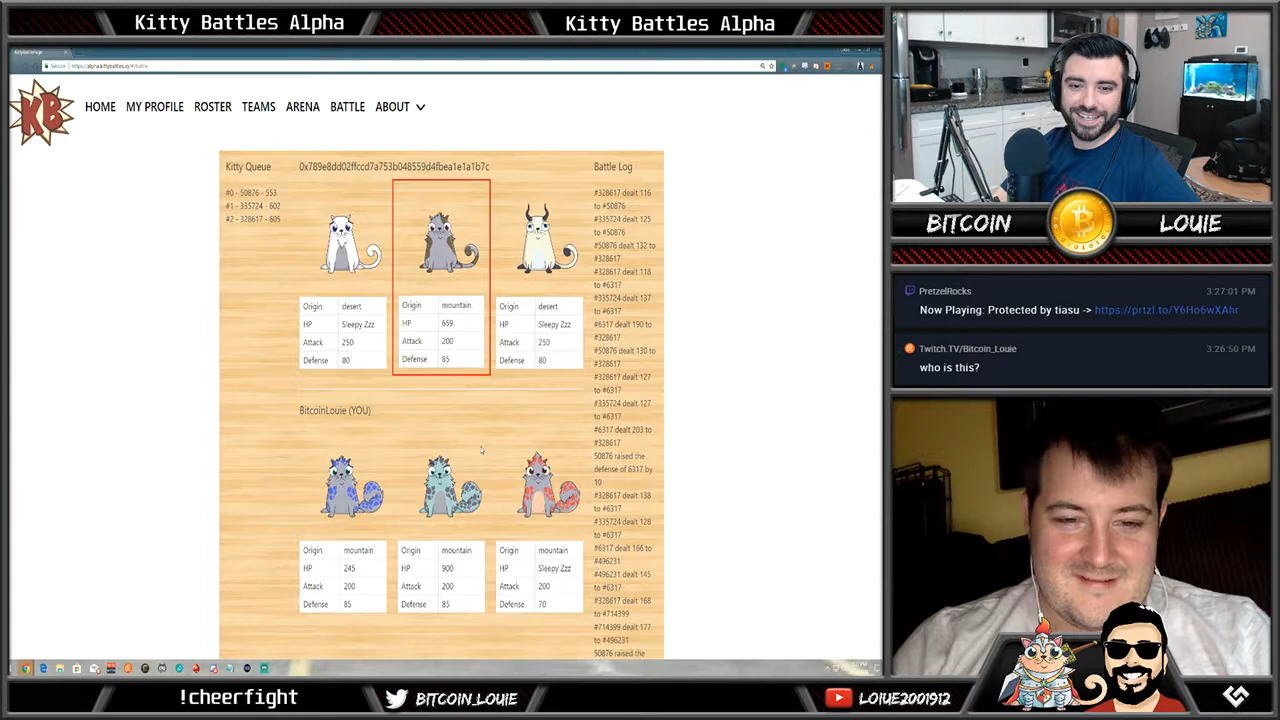 Kitty Battles Alpha
Kitty Battles Alpha
KittyBattlePage
Secure
https://alpha.kittybattles.io/#/battle
KB
HOME MY PROFILE ROSTER TEAMS ARENA BATTLE ABOUT
Kitty Queue
#0 - 50876 - 553
#1 - 335724 - 602
#2 - 328617 - 605
0x789e8dd02ffccd7a753b048559d4fbea1e1a1b7c
Origin desert
HP Sleepy Zzz
Attack 250
Defense 80
Origin mountain
HP 659
Attack 200
Defense 85
Origin desert
HP Sleepy Zzz
Attack 250
Defense 80
BitcoinLouie (YOU)
Origin mountain
HP 245
Attack 200
Defense 85
Origin mountain
HP 900
Attack 200
Defense 85
Origin mountain
HP Sleepy Zzz
Attack 200
Defense 70
Battle Log
#328617 dealt 116
to #50876
#335724 dealt 125
to #50876
#50876 dealt 132 to
#328617
#328617 dealt 118
to #6317
#335724 dealt 137
to #6317
#6317 dealt 190 to
#328617
#50876 dealt 130 to
#328617
#328617 dealt 127
to #6317
#335724 dealt 127
to #6317
#6317 dealt 203 to
#328617
50876 raised the
defense of 6317 by
10
#328617 dealt 138
to #6317
#335724 dealt 128
to #6317
#6317 dealt 166 to
#496231
#496231 dealt 145
to #6317
#328617 dealt 168
to #714399
#714399 dealt 177
to #496231
50876 raised the
BITCOIN
LOUIE
PretzelRocks 3:27:01 PM
Now Playing: Protected by tiasu -> https://prtzl.to/Y6Ho6wXAhr
Twitch.TV/Bitcoin_Louie 3:26:50 PM
who is this?
!cheerfight
BITCOIN_LOUIE
LOIUE2001912